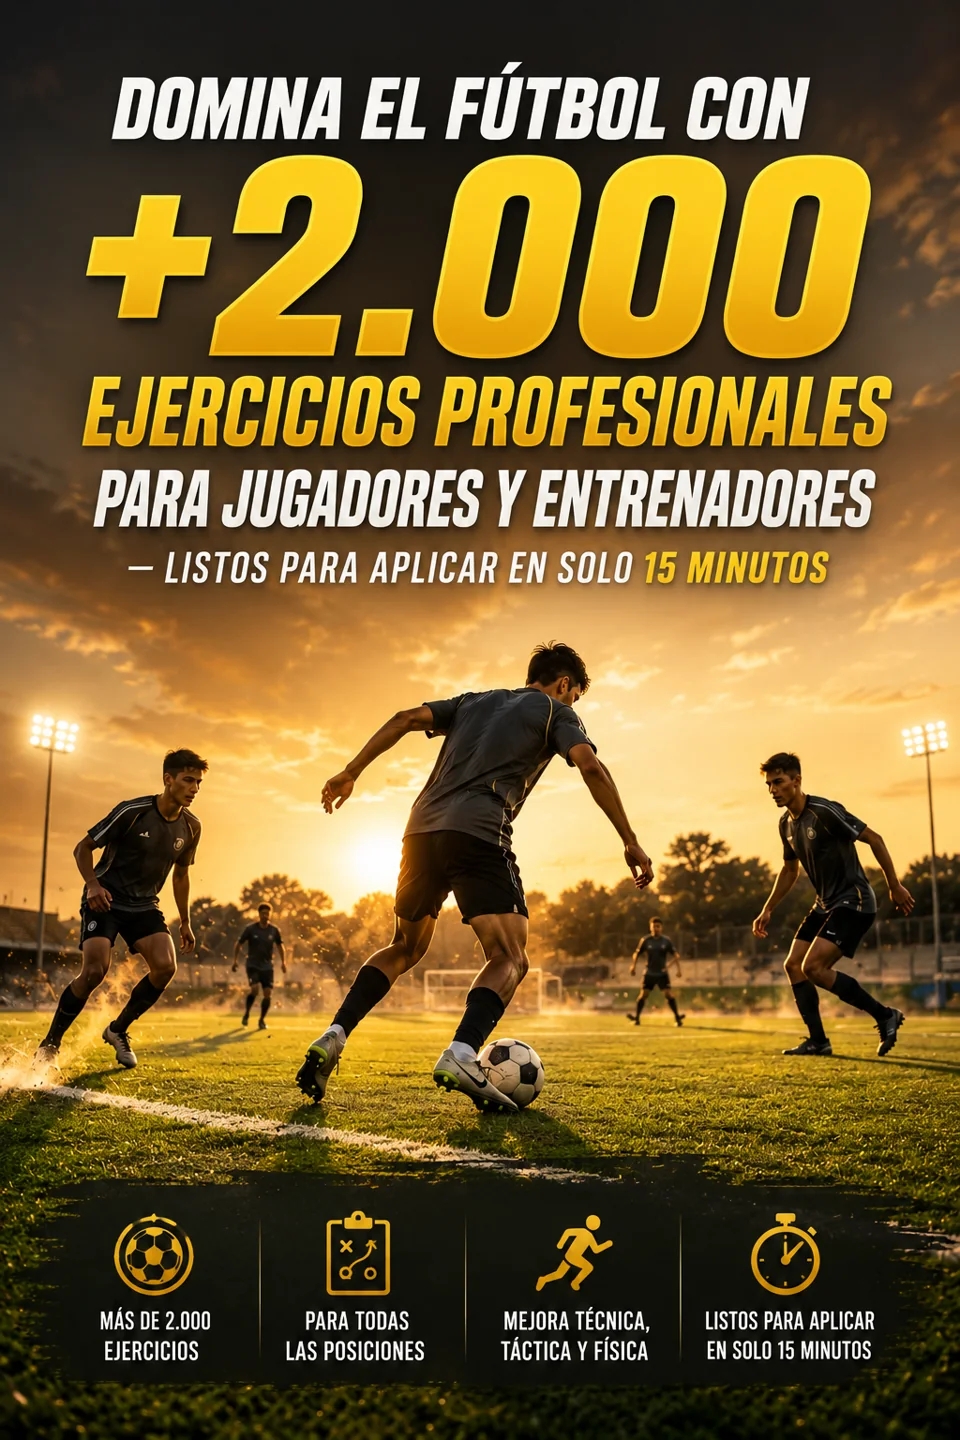 DOMINA EL FÚTBOL CON
+2.000
EJERCICIOS PROFESIONALES
PARA JUGADORES Y ENTRENADORES
— LISTOS PARA APLICAR EN SOLO 15 MINUTOS
MÁS DE 2.000
EJERCICIOS
PARA TODAS
LAS POSICIONES
MEJORA TÉCNICA,
TÁCTICA Y FÍSICA
LISTOS PARA APLICAR
EN SOLO 15 MINUTOS